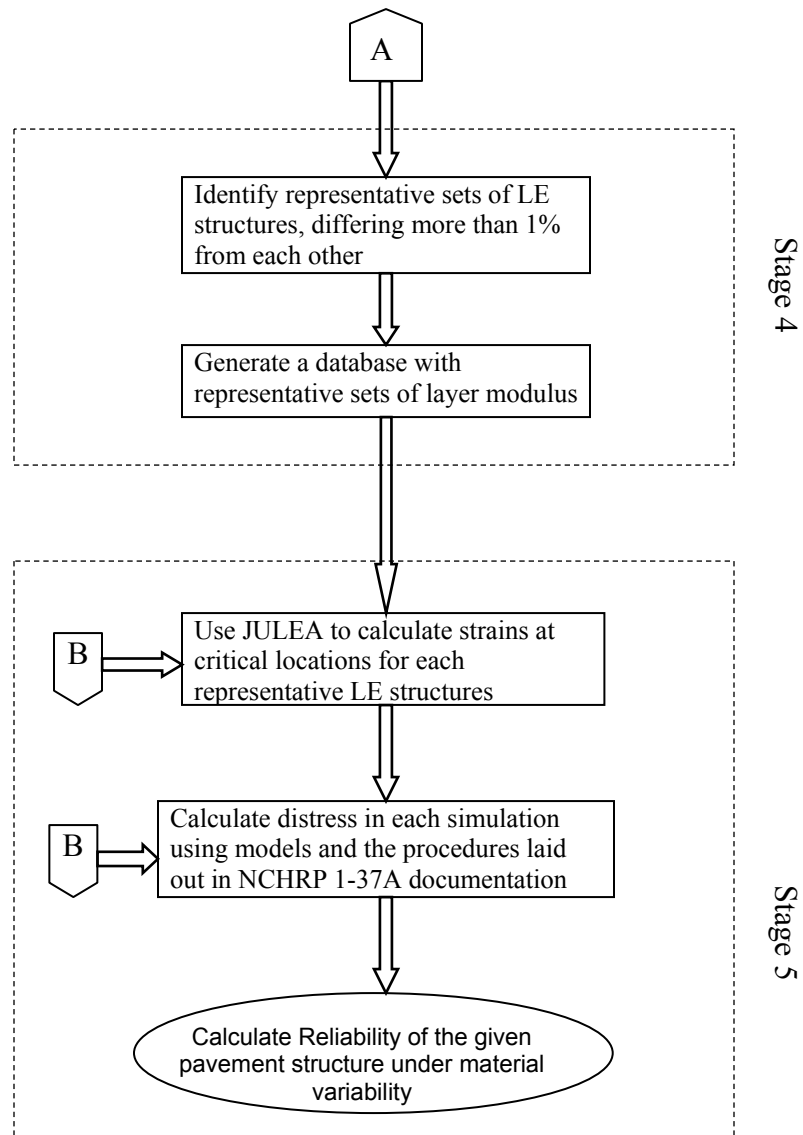 A
Identify representative sets of LE
structures, differing more than 1%
from each other
Stage 4
Generate a database with
representative sets of layer modulus
B
Use JULEA to calculate strains at
critical locations for each
representative LE structures
B
Calculate distress in each simulation
using models and the procedures laid
out in NCHRP 1-37A documentation
Stage 5
Calculate Reliability of the given
pavement structure under material
variability